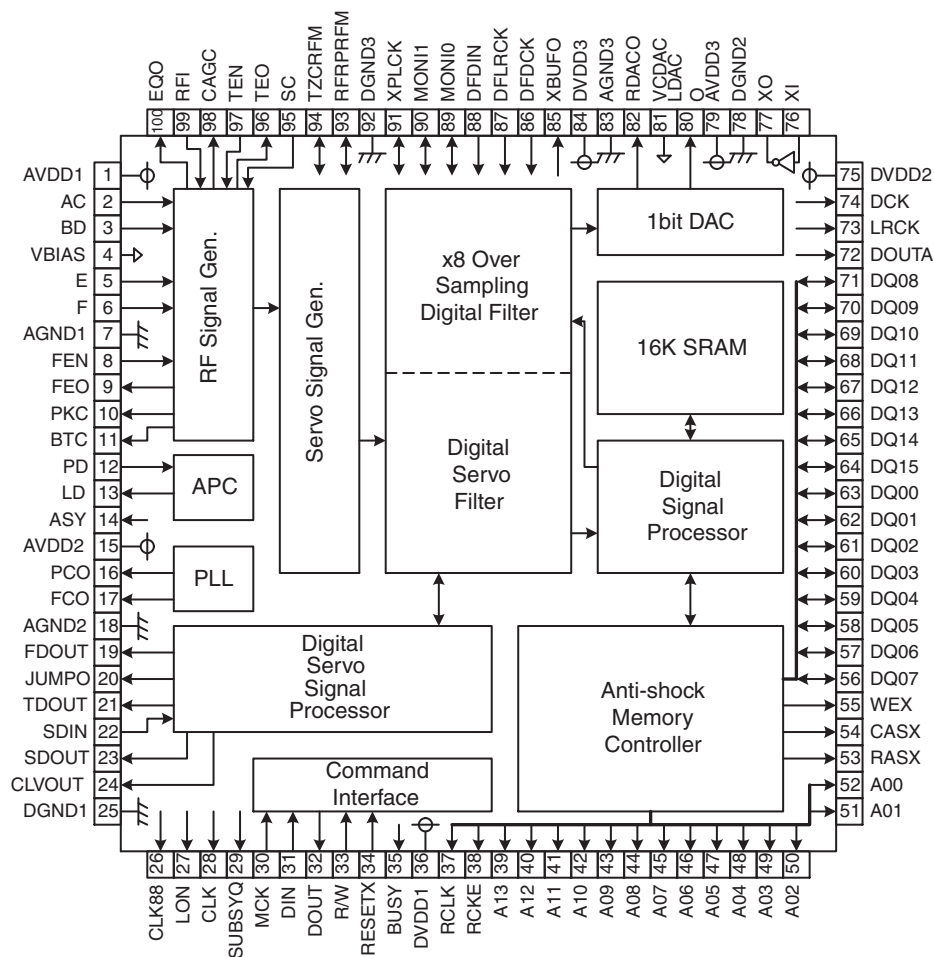 EQO
RFI
CAGC
TEN
TEO
SC
TZCRFM
RFRPRFM
DGND3
XPLCK
MONI1
MONI0
DFDIN
DFLRCK
DFDCK
XBUFO
DVDD3
AGND3
RDACO
VCDAC
LDAC
O
AVDD3
DGND2
XO
XI
100
99
98
97
96
95
94
93
92
91
90
89
88
87
86
85
84
83
82
81
80
79
78
77
76
AVDD1 1
AC 2
BD 3
VBIAS 4
E 5
F 6
AGND1 7
FEN 8
FEO 9
PKC 10
BTC 11
PD 12
LD 13
ASY 14
AVDD2 15
PCO 16
FCO 17
AGND2 18
FDOUT 19
JUMPO 20
TDOUT 21
SDIN 22
SDOUT 23
CLVOUT 24
DGND1 25
RF Signal Gen.
APC
PLL
Servo Signal Gen.
x8 Over
Sampling
Digital Filter
Digital
Servo
Filter
1bit DAC
16K SRAM
Digital
Signal
Processor
Digital
Servo
Signal
Processor
Command
Interface
Anti-shock
Memory
Controller
75 DVDD2
74 DCK
73 LRCK
72 DOUTA
71 DQ08
70 DQ09
69 DQ10
68 DQ11
67 DQ12
66 DQ13
65 DQ14
64 DQ15
63 DQ00
62 DQ01
61 DQ02
60 DQ03
59 DQ04
58 DQ05
57 DQ06
56 DQ07
55 WEX
54 CASX
53 RASX
52 A00
51 A01
26
27
28
29
30
31
32
33
34
35
36
37
38
39
40
41
42
43
44
45
46
47
48
49
50
CLK88
LON
CLK
SUBSYQ
MCK
DIN
DOUT
R/W
RESETX
BUSY
DVDD1
RCLK
RCKE
A13
A12
A11
A10
A09
A08
A07
A06
A05
A04
A03
A02